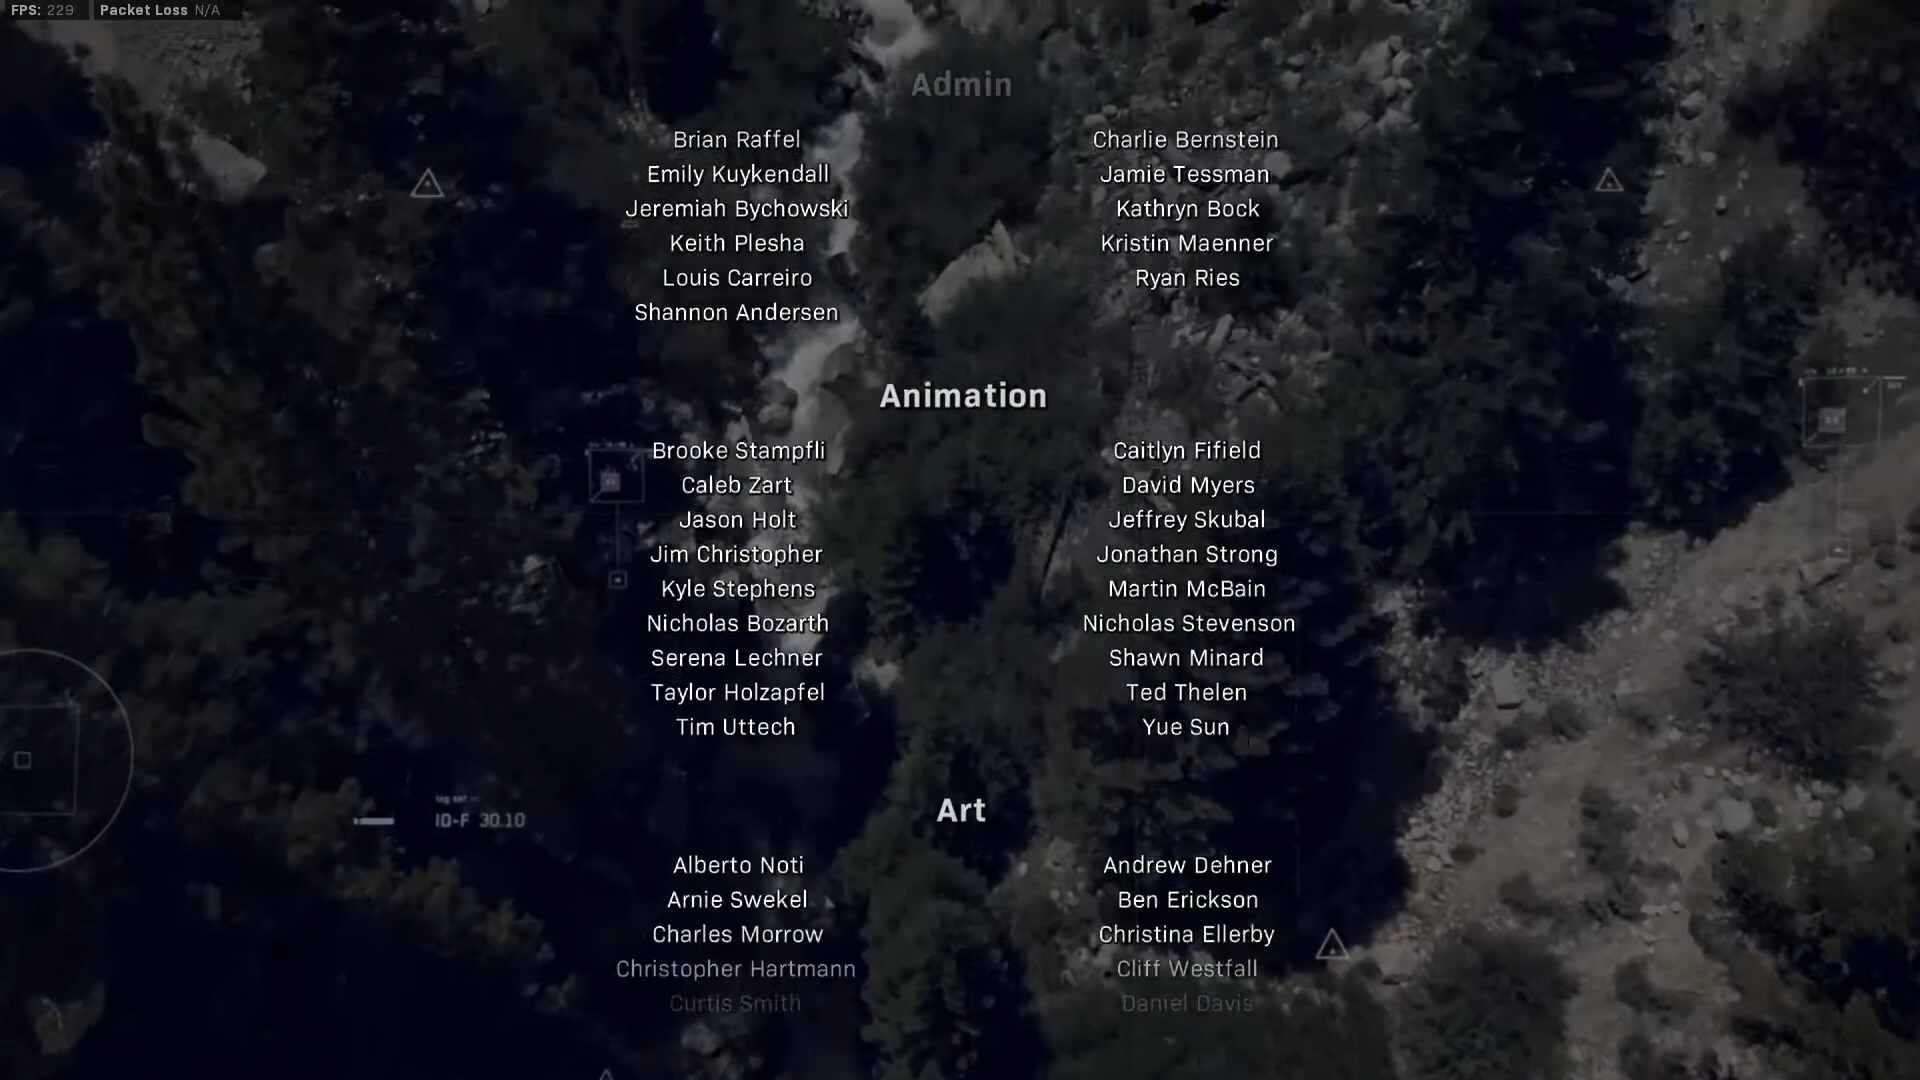 FPS: 229 Packet Loss N/A
Admin
Brian Raffel Charlie Bernstein
Emily Kuykendall Jamie Tessman
Jeremiah Bychowski Kathryn Bock
Keith Plesha Kristin Maenner
Louis Carreiro Ryan Ries
Shannon Andersen
Animation
Brooke Stampfli Caitlyn Fifield
Caleb Zart David Myers
Jason Holt Jeffrey Skubal
Jim Christopher Jonathan Strong
Kyle Stephens Martin McBain
Nicholas Bozarth Nicholas Stevenson
Serena Lechner Shawn Minard
Taylor Holzapfel Ted Thelen
Tim Uttech Yue Sun
Art
ID-F 30.10
Alberto Noti Andrew Dehner
Arnie Swekel Ben Erickson
Charles Morrow Christina Ellerby
Christopher Hartmann Cliff Westfall
Curtis Smith Daniel Davis